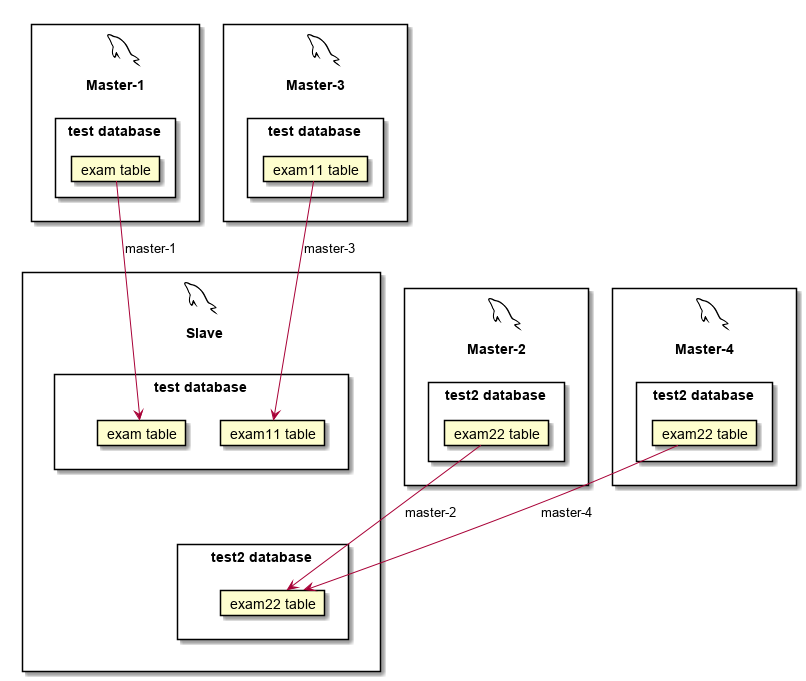 Master-1
test database
exam table
Master-3
test database
exam11 table
master-1
master-3
Slave
test database
exam table
exam11 table
Master-2
test2 database
exam22 table
Master-4
test2 database
exam22 table
master-2
master-4
test2 database
exam22 table